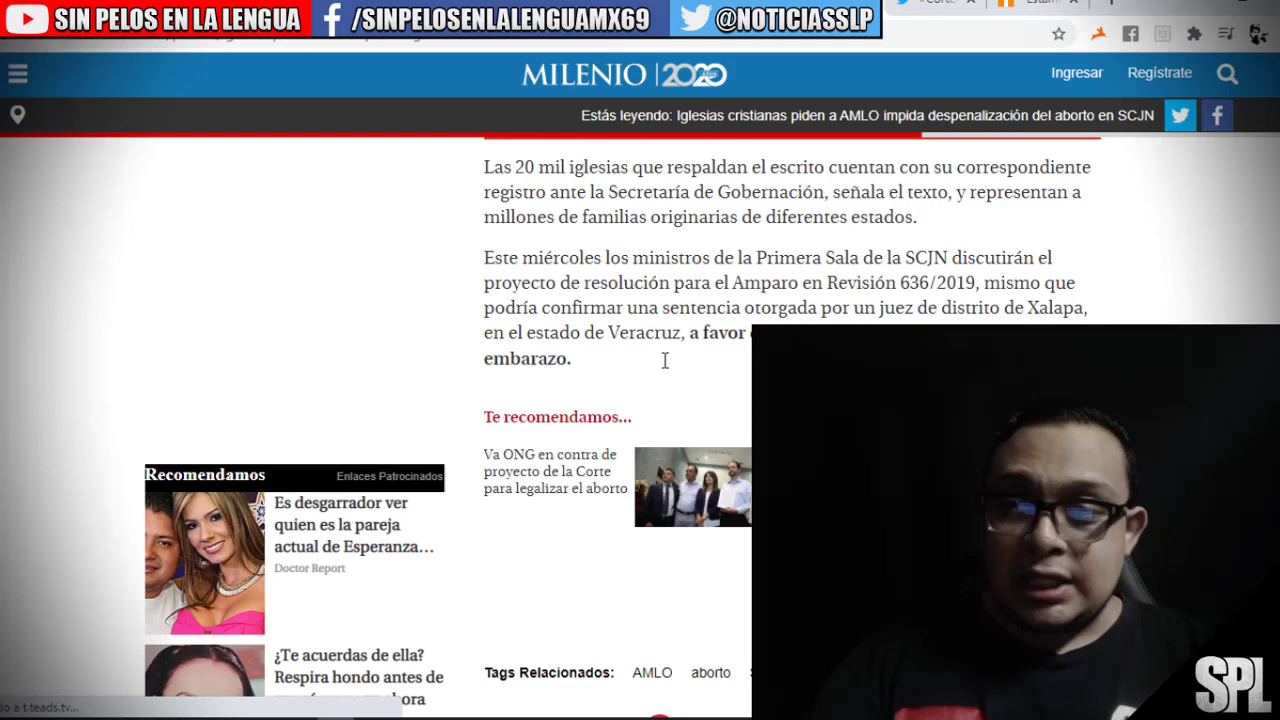 SIN PELOS EN LA LENGUA
/SINPELOSENLALENGUAMX69
@NOTICIASSLP
MILENIO | 2020
Ingresar
Regístrate
Estás leyendo: Iglesias cristianas piden a AMLO impida despenalización del aborto en SCJN
Las 20 mil iglesias que respaldan el escrito cuentan con su correspondiente
registro ante la Secretaría de Gobernación, señala el texto, y representan a
millones de familias originarias de diferentes estados.
Este miércoles los ministros de la Primera Sala de la SCJN discutirán el
proyecto de resolución para el Amparo en Revisión 636/2019, mismo que
podría confirmar una sentencia otorgada por un juez de distrito de Xalapa,
en el estado de Veracruz, a favor
embarazo.
Te recomendamos...
Va ONG en contra de
proyecto de la Corte
para legalizar el aborto
Recomendamos
Enlaces Patrocinados
Es desgarrador ver
quien es la pareja
actual de Esperanza...
Doctor Report
¿Te acuerdas de ella?
Respira hondo antes de
Tags Relacionados:
AMLO
aborto
do a t.teads.tv...
SPL